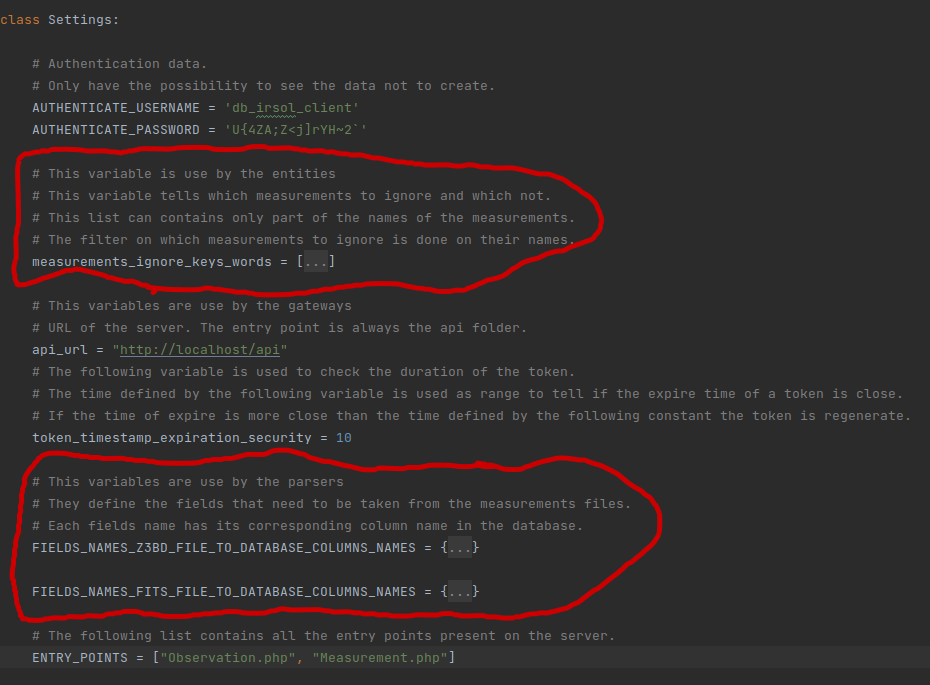 class Settings:
# Authentication data.
# Only have the possibility to see the data not to create.
AUTHENTICATE_USERNAME = 'db_irsol_client'
AUTHENTICATE_PASSWORD = 'U{4ZA;Z<j]rYH~2`'
# This variable is use by the entities
# This variable tells which measurements to ignore and which not.
# This list can contains only part of the names of the measurements.
# The filter on which measurements to ignore is done on their names.
measurements_ignore_keys_words = [...]
# This variables are use by the gateways
# URL of the server. The entry point is always the api folder.
api_url = "http://localhost/api"
# The following variable is used to check the duration of the token.
# The time defined by the following variable is used as range to tell if the expire time of a token is close.
# If the time of expire is more close than the time defined by the following constant the token is regenerate.
token_timestamp_expiration_security = 10
# This variables are use by the parsers
# They define the fields that need to be taken from the measurements files.
# Each fields name has its corresponding column name in the database.
FIELDS_NAMES_Z3BD_FILE_TO_DATABASE_COLUMNS_NAMES = {...}
FIELDS_NAMES_FITS_FILE_TO_DATABASE_COLUMNS_NAMES = {...}
# The following list contains all the entry points present on the server.
ENTRY_POINTS = ["Observation.php", "Measurement.php"]